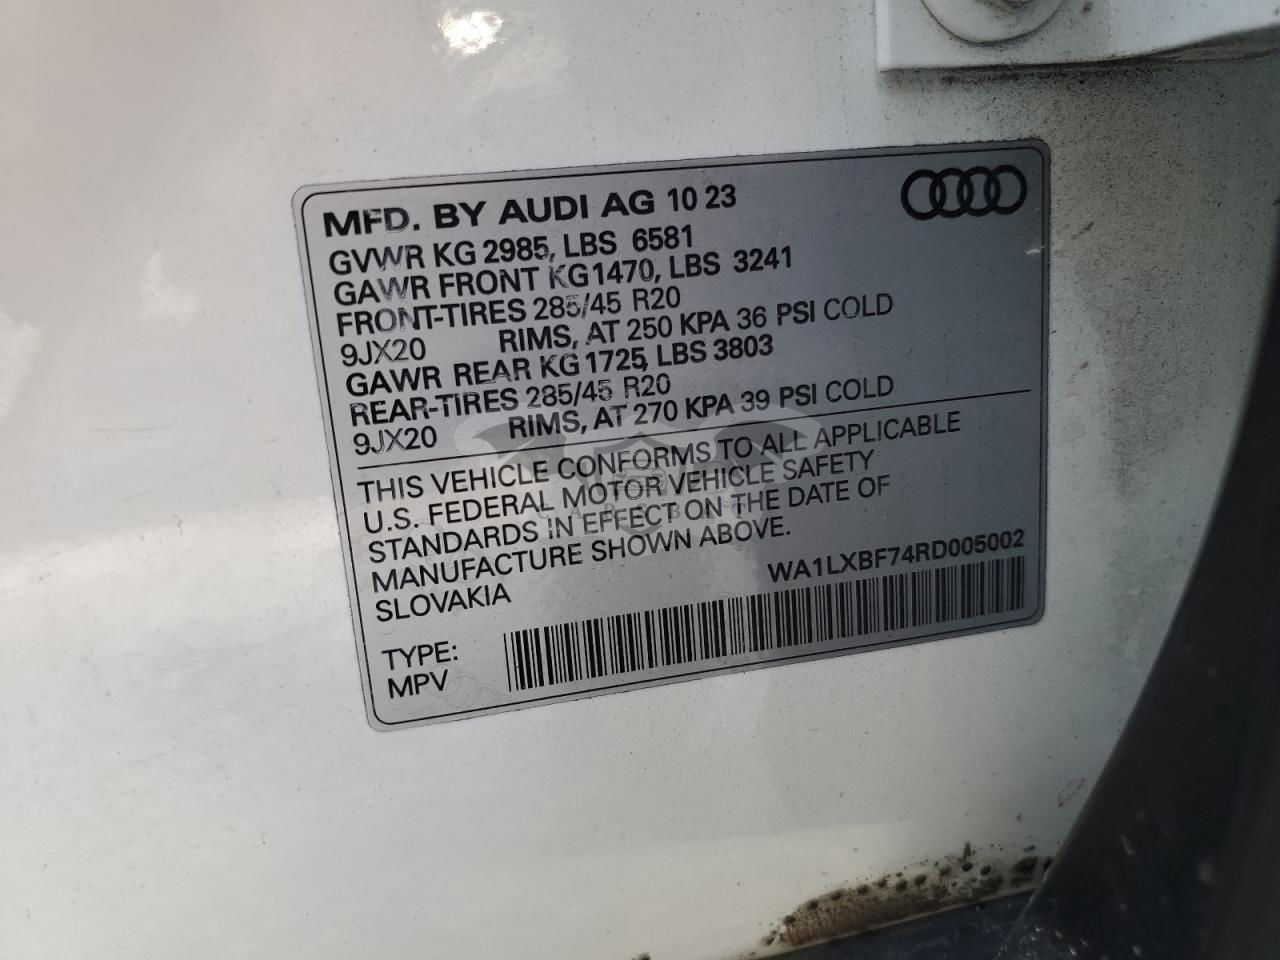 MFD. BY AUDI AG 10 23
GVWR KG 2985, LBS 6581
GAWR FRONT KG 1470, LBS 3241
FRONT-TIRES 285/45 R20
9JX20 RIMS, AT 250 KPA 36 PSI COLD
GAWR REAR KG 1725, LBS 3803
REAR-TIRES 285/45 R20
9JX20 RIMS, AT 270 KPA 39 PSI COLD
THIS VEHICLE CONFORMS TO ALL APPLICABLE
U.S. FEDERAL MOTOR VEHICLE SAFETY
STANDARDS IN EFFECT ON THE DATE OF
MANUFACTURE SHOWN ABOVE.
SLOVAKIA
WA1LXBF74RD005002
TYPE:
MPV